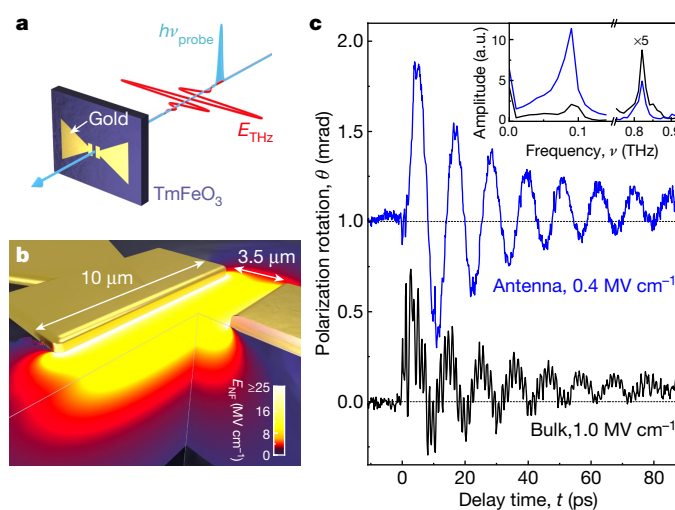 a
hνprobe
Gold
ETHz
TmFeO3
b
10 μm
3.5 μm
ENF (MV cm−1)
≥25
16
8
0
c
Polarization rotation, θ (mrad)
2.0
1.5
1.0
0.5
0.0
Amplitude (a.u.)
10
5
0
×5
0.0
0.1
0.8
0.9
Frequency, ν (THz)
Antenna, 0.4 MV cm−1
Bulk,1.0 MV cm−1
0
20
40
60
80
Delay time, t (ps)